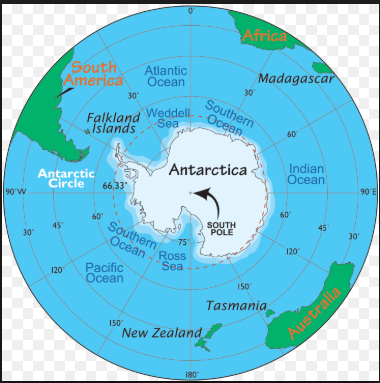 0°
Africa
South
America
Atlantic
Ocean
Madagascar
30°
30°
Weddell
Sea
Southern
Ocean
Falkland
Islands
60°
60°
Antarctic
Circle
66.33°
Antarctica
Indian
Ocean
90°W
90°E
SOUTH
POLE
60°
60°
45°
45°
30°
30°
Southern
Ocean
75°
Ross
Sea
120°
120°
Pacific
Ocean
150°
Tasmania
Australia
150°
New Zealand
180°